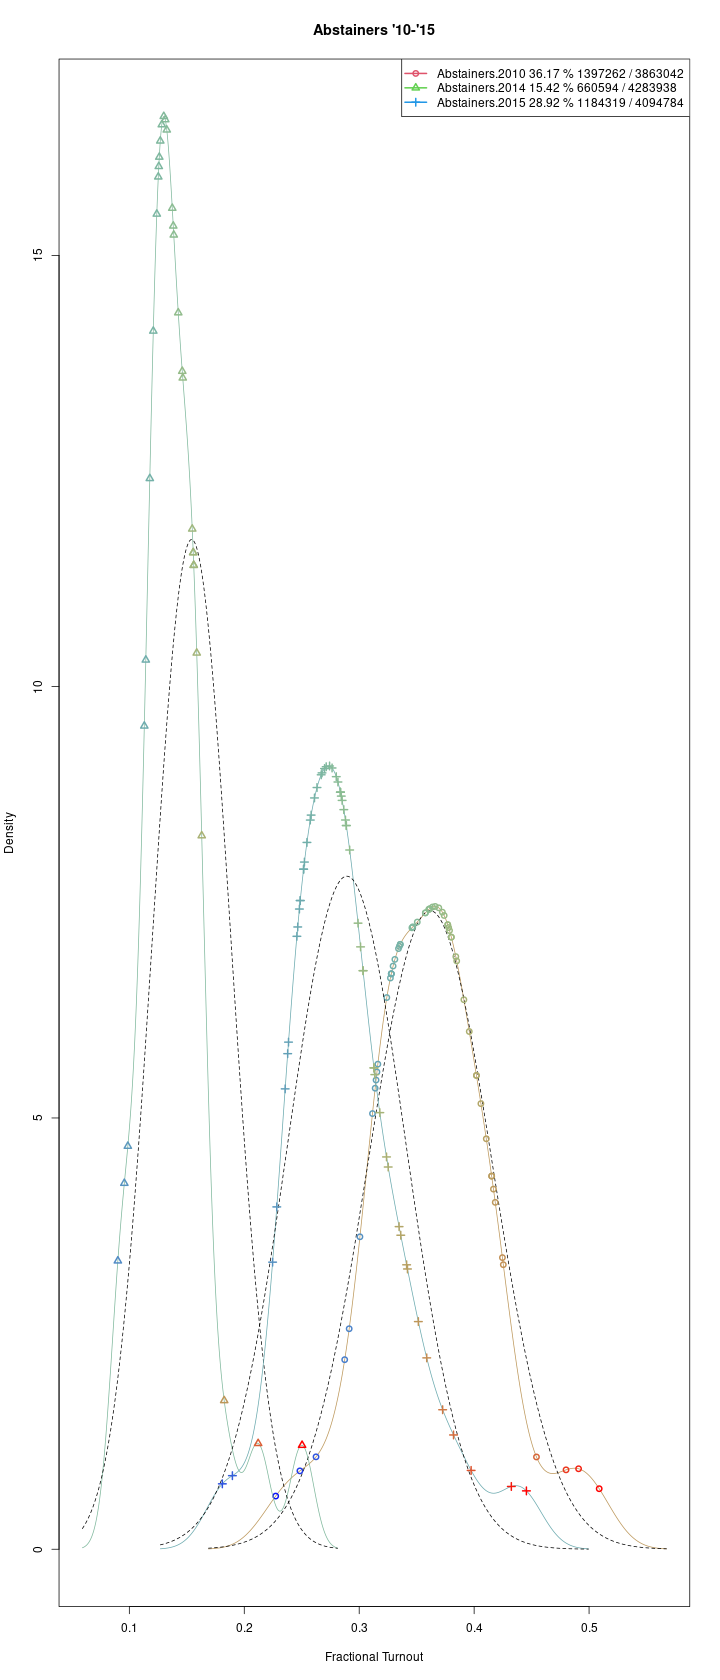 Abstainers '10-'15
Abstainers.2010 36.17 % 1397262 / 3863042
Abstainers.2014 15.42 % 660594 / 4283938
Abstainers.2015 28.92 % 1184319 / 4094784
15
10
5
0
Density
0.1 0.2 0.3 0.4 0.5
Fractional Turnout